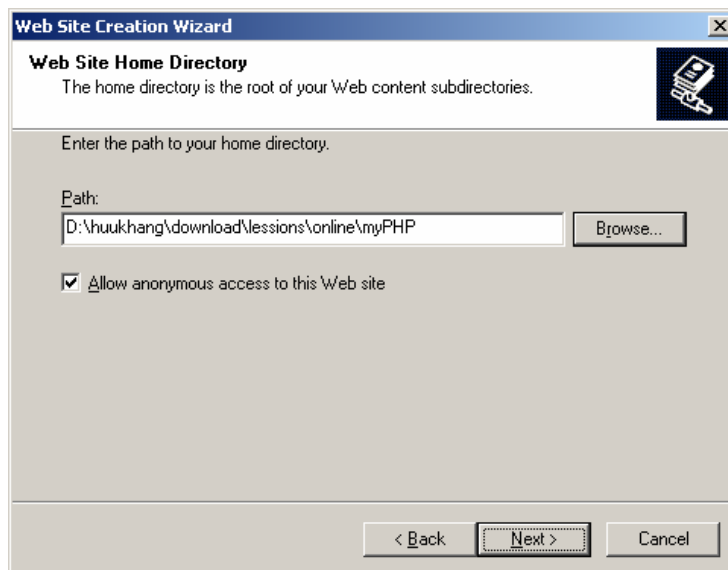 Web Site Creation Wizard
Web Site Home Directory
The home directory is the root of your Web content subdirectories.
Enter the path to your home directory.
Path:
D:\huukhang\download\lessions\online\myPHP
Browse...
Allow anonymous access to this Web site
< Back
Next >
Cancel